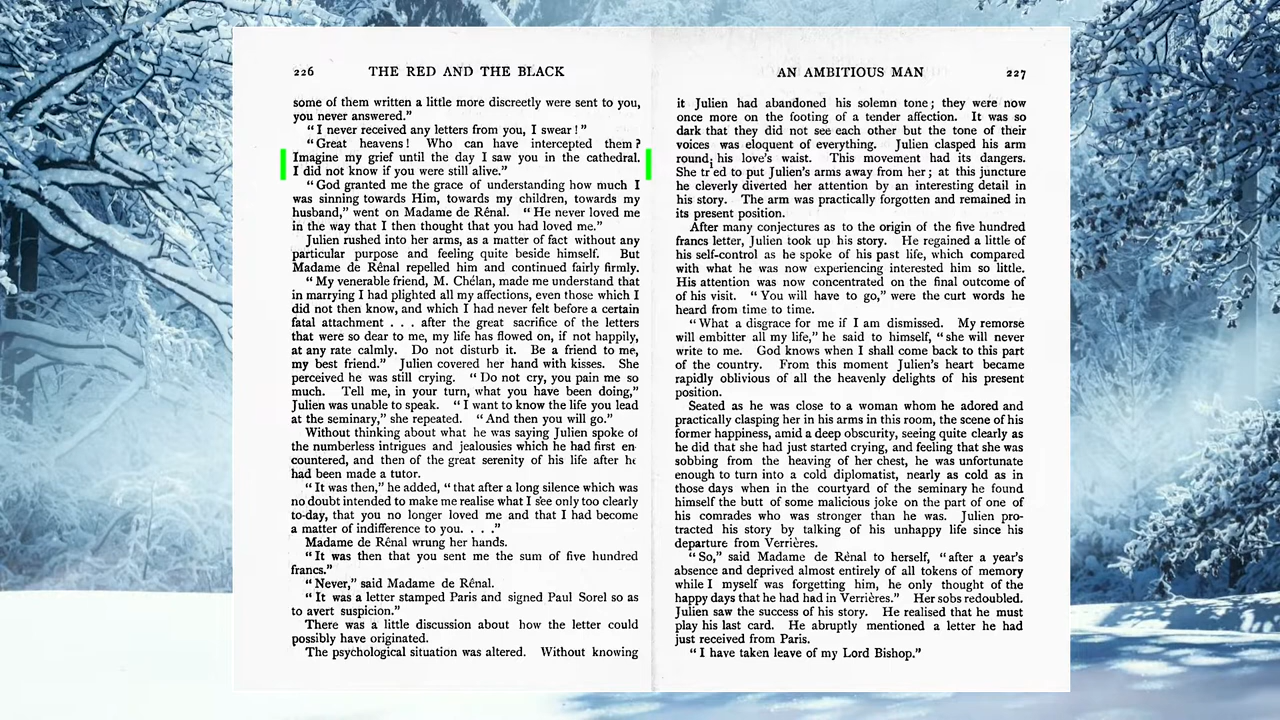 226 THE RED AND THE BLACK
some of them written a little more discreetly were sent to you,
you never answered.”
“I never received any letters from you, I swear!”
“Great heavens! Who can have intercepted them?
Imagine my grief until the day I saw you in the cathedral.
I did not know if you were still alive.”
“God granted me the grace of understanding how much I
was sinning towards Him, towards my children, towards my
husband,” went on Madame de Rênal. “He never loved me
in the way that I then thought that you had loved me.”
Julien rushed into her arms, as a matter of fact without any
particular purpose and feeling quite beside himself. But
Madame de Rênal repelled him and continued fairly firmly.
“My venerable friend, M. Chélan, made me understand that
in marrying I had plighted all my affections, even those which I
did not then know, and which I had never felt before a certain
fatal attachment . . . after the great sacrifice of the letters
that were so dear to me, my life has flowed on, if not happily,
at any rate calmly. Do not disturb it. Be a friend to me,
my best friend.” Julien covered her hand with kisses. She
perceived he was still crying. “Do not cry, you pain me so
much. Tell me, in your turn, what you have been doing,”
Julien was unable to speak. “I want to know the life you lead
at the seminary,” she repeated. “And then you will go.”
Without thinking about what he was saying Julien spoke of
the numberless intrigues and jealousies which he had first en-
countered, and then of the great serenity of his life after he
had been made a tutor.
“It was then,” he added, “that after a long silence which was
no doubt intended to make me realise what I see only too clearly
to-day, that you no longer loved me and that I had become
a matter of indifference to you. . . .”
Madame de Rênal wrung her hands.
“It was then that you sent me the sum of five hundred
francs.”
“Never,” said Madame de Rênal.
“It was a letter stamped Paris and signed Paul Sorel so as
to avert suspicion.”
There was a little discussion about how the letter could
possibly have originated.
The psychological situation was altered. Without knowing
AN AMBITIOUS MAN 227
it Julien had abandoned his solemn tone; they were now
once more on the footing of a tender affection. It was so
dark that they did not see each other but the tone of their
voices was eloquent of everything. Julien clasped his arm
round his love’s waist. This movement had its dangers.
She tried to put Julien’s arms away from her; at this juncture
he cleverly diverted her attention by an interesting detail in
his story. The arm was practically forgotten and remained in
its present position.
After many conjectures as to the origin of the five hundred
francs letter, Julien took up his story. He regained a little of
his self-control as he spoke of his past life, which compared
with what he was now experiencing interested him so little.
His attention was now concentrated on the final outcome of
of his visit. “You will have to go,” were the curt words he
heard from time to time.
“What a disgrace for me if I am dismissed. My remorse
will embitter all my life,” he said to himself, “she will never
write to me. God knows when I shall come back to this part
of the country. From this moment Julien’s heart became
rapidly oblivious of all the heavenly delights of his present
position.
Seated as he was close to a woman whom he adored and
practically clasping her in his arms in this room, the scene of his
former happiness, amid a deep obscurity, seeing quite clearly as
he did that she had just started crying, and feeling that she was
sobbing from the heaving of her chest, he was unfortunate
enough to turn into a cold diplomatist, nearly as cold as in
those days when in the courtyard of the seminary he found
himself the butt of some malicious joke on the part of one of
his comrades who was stronger than he was. Julien pro-
tracted his story by talking of his unhappy life since his
departure from Verrières.
“So,” said Madame de Rènal to herself, “after a year’s
absence and deprived almost entirely of all tokens of memory
while I myself was forgetting him, he only thought of the
happy days that he had had in Verrières.” Her sobs redoubled.
Julien saw the success of his story. He realised that he must
play his last card. He abruptly mentioned a letter he had
just received from Paris.
“I have taken leave of my Lord Bishop.”